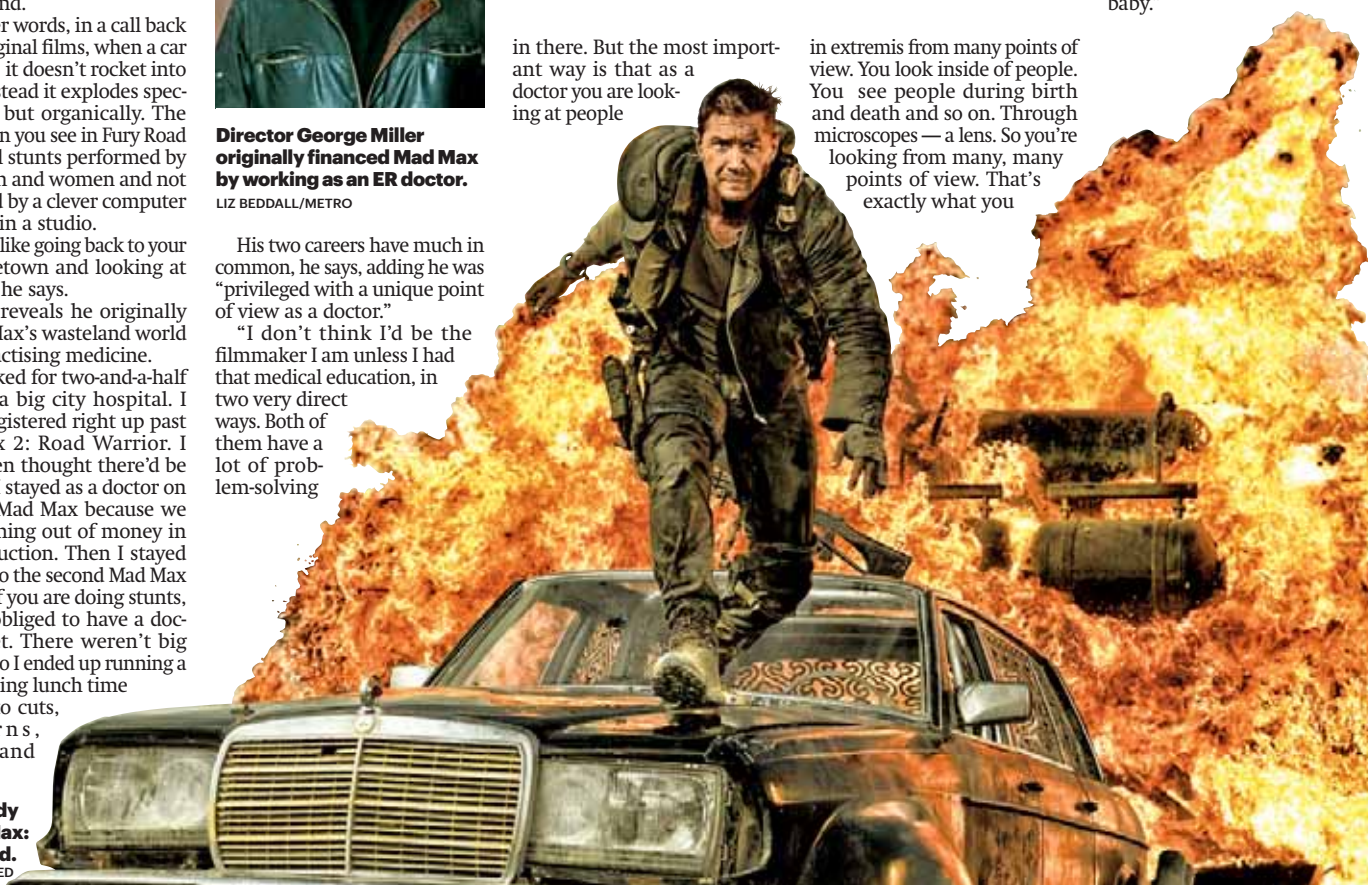 nd.
er words, in a call back
ginal films, when a car
it doesn't rocket into
stead it explodes spec-
but organically. The
n you see in Fury Road
l stunts performed by
n and women and not
l by a clever computer
in a studio.
like going back to your
etown and looking at
he says.
reveals he originally
Max's wasteland world
actising medicine.
ked for two-and-a-half
a big city hospital. I
gistered right up past
x 2: Road Warrior. I
en thought there'd be
I stayed as a doctor on
Mad Max because we
ning out of money in
uction. Then I stayed
o the second Mad Max
f you are doing stunts,
obliged to have a doc-
et. There weren't big
o I ended up running a
ing lunch time
o cuts,
rns,
and
dy
Max:
d.
ED
Director George Miller
originally financed Mad Max
by working as an ER doctor.
LIZ BEDDALL/METRO
His two careers have much in
common, he says, adding he was
“privileged with a unique point
of view as a doctor.”
“I don't think I'd be the
filmmaker I am unless I had
that medical education, in
two very direct
ways. Both of
them have a
lot of prob-
lem-solving
in there. But the most import-
ant way is that as a
doctor you are look-
ing at people
in extremis from many points of
view. You look inside of people.
You see people during birth
and death and so on. Through
microscopes — a lens. So you're
looking from many, many
points of view. That's
exactly what you
baby.